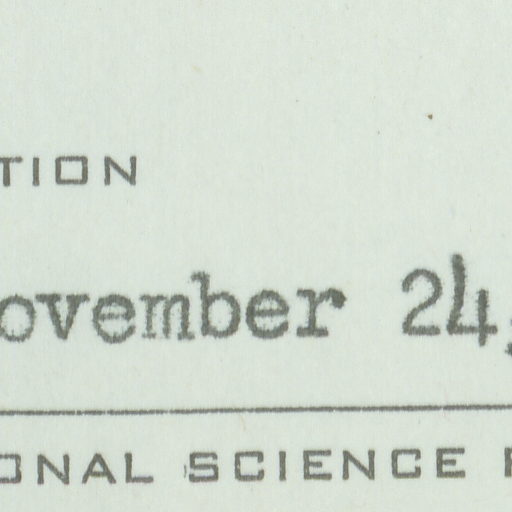 TION
ovember 24,
ONAL SCIENCE